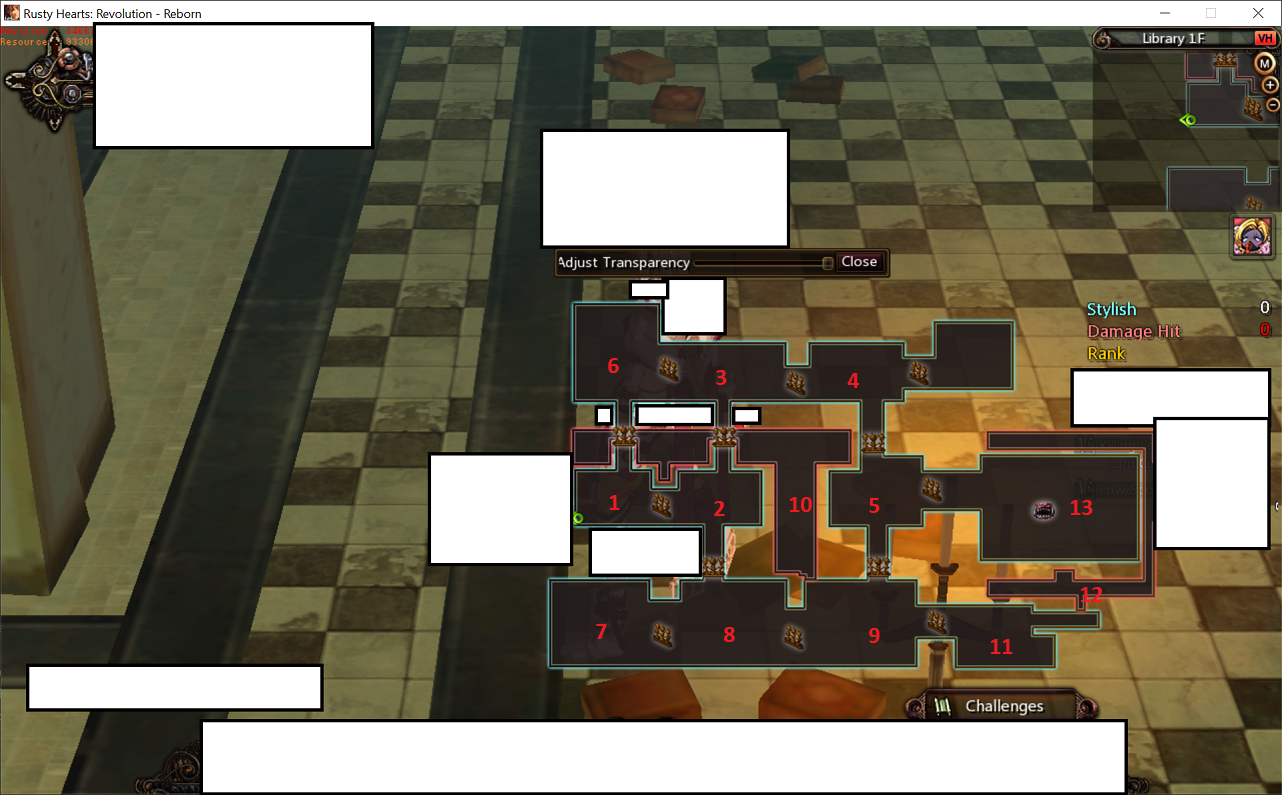 Rusty Hearts: Revolution - Reborn
Resource
Library 1F
VH
M
Adjust Transparency
Close
Stylish 0
Damage Hit 0
Rank
6
3
4
1
2
10
5
13
12
7
8
9
11
Challenges